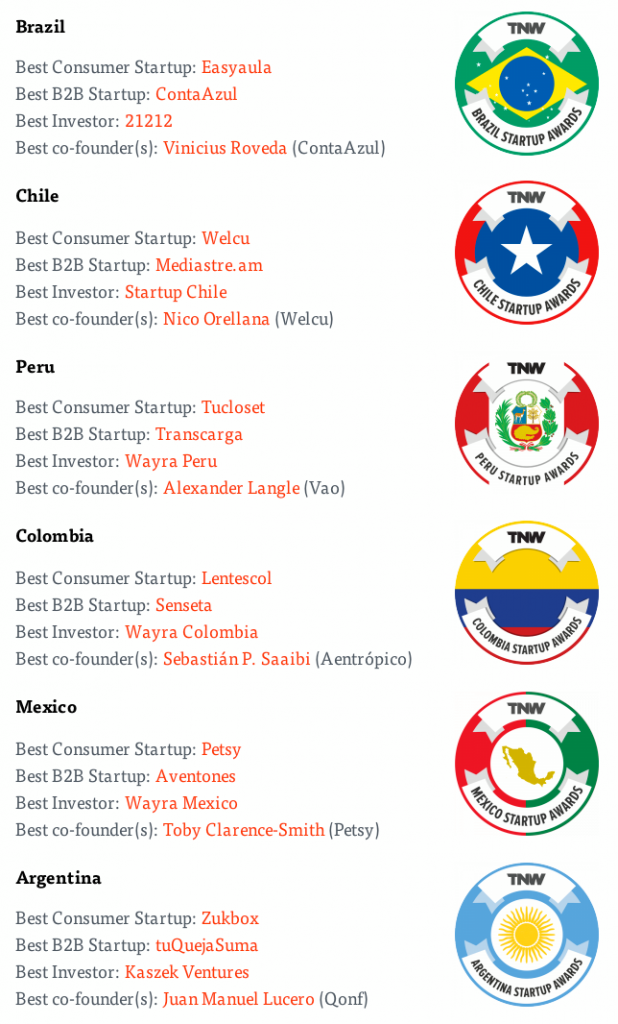 Brazil
Best Consumer Startup: Easyaula
Best B2B Startup: ContaAzul
Best Investor: 21212
Best co-founder(s): Vinicius Roveda (ContaAzul)
TNW
BRAZIL STARTUP AWARDS
Chile
Best Consumer Startup: Welcu
Best B2B Startup: Mediastre.am
Best Investor: Startup Chile
Best co-founder(s): Nico Orellana (Welcu)
TNW
CHILE STARTUP AWARDS
Peru
Best Consumer Startup: Tucloset
Best B2B Startup: Transcarga
Best Investor: Wayra Peru
Best co-founder(s): Alexander Langle (Vao)
TNW
PERU STARTUP AWARDS
Colombia
Best Consumer Startup: Lentescol
Best B2B Startup: Senseta
Best Investor: Wayra Colombia
Best co-founder(s): Sebastián P. Saaibi (Aentrópico)
TNW
COLOMBIA STARTUP AWARDS
Mexico
Best Consumer Startup: Petsy
Best B2B Startup: Aventones
Best Investor: Wayra Mexico
Best co-founder(s): Toby Clarence-Smith (Petsy)
TNW
MEXICO STARTUP AWARDS
Argentina
Best Consumer Startup: Zukbox
Best B2B Startup: tuQuejaSuma
Best Investor: Kaszek Ventures
Best co-founder(s): Juan Manuel Lucero (Qonf)
TNW
ARGENTINA STARTUP AWARDS